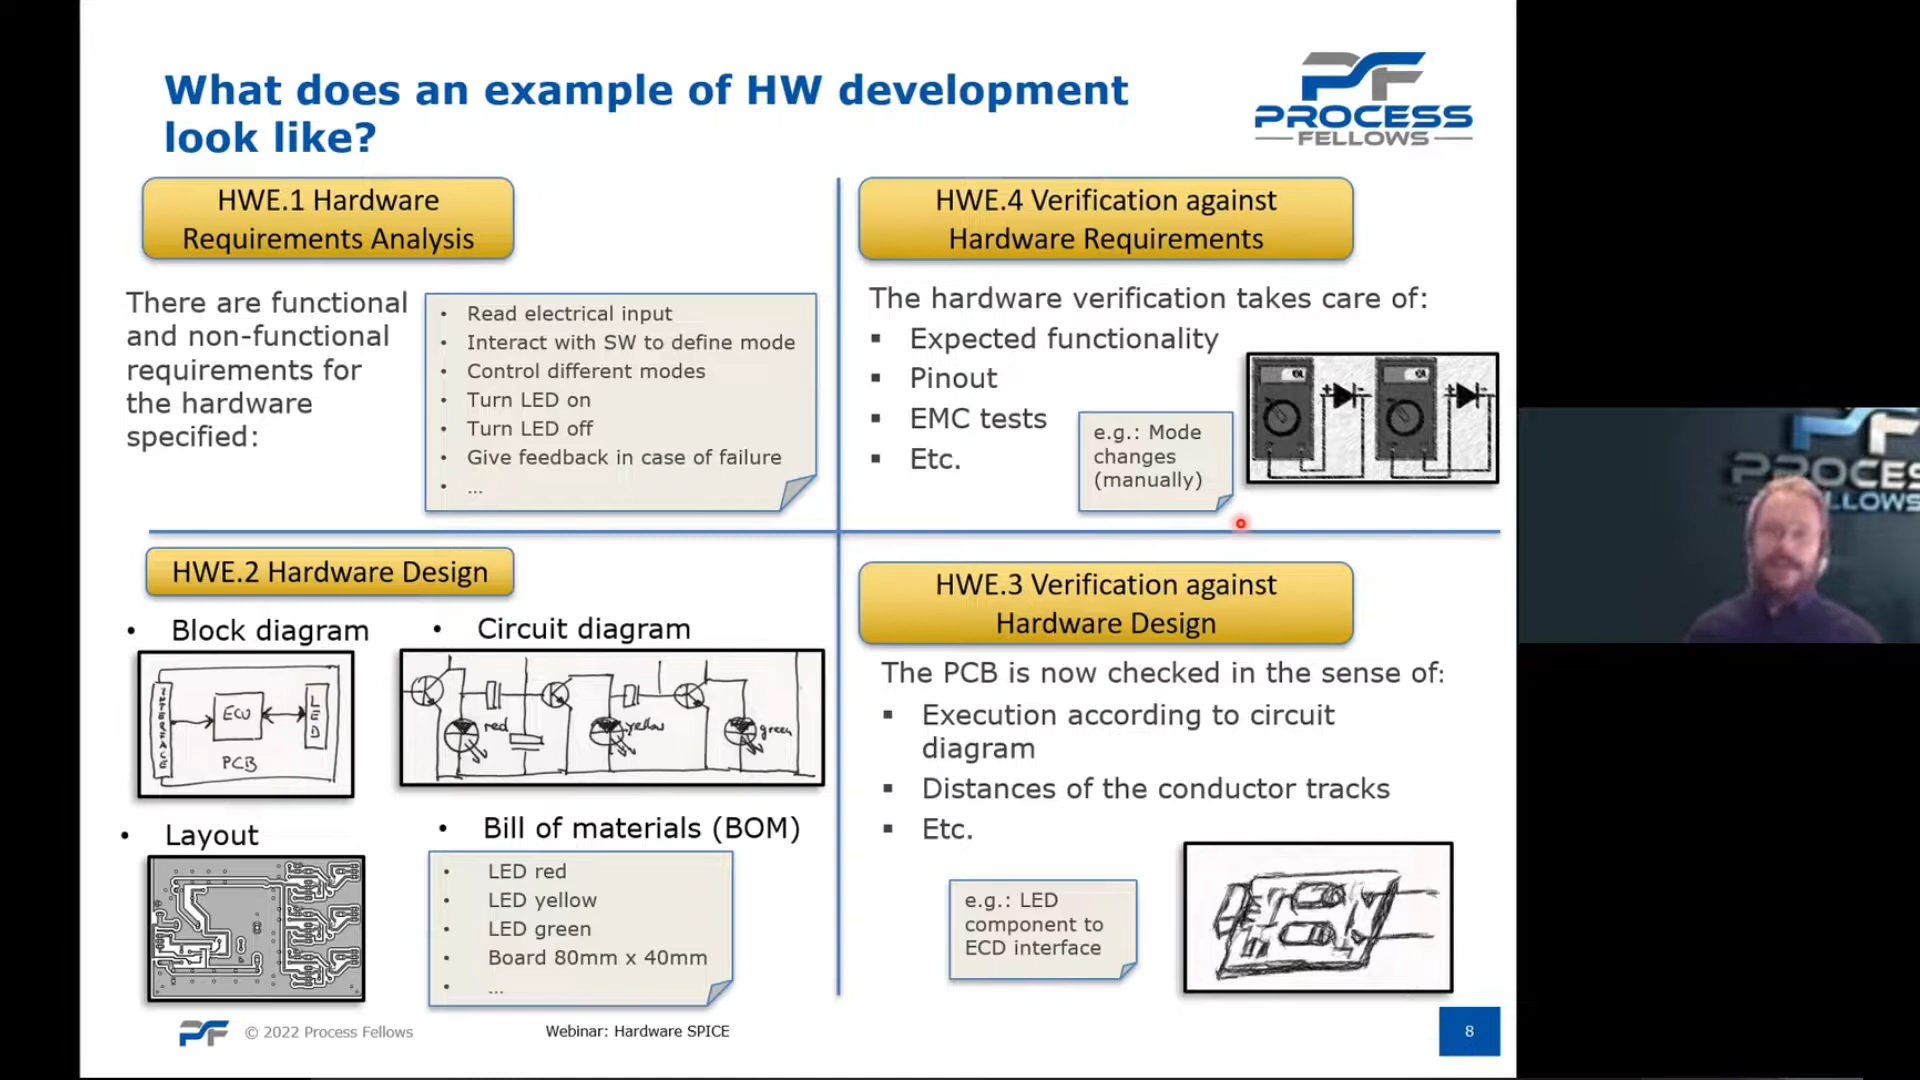 What does an example of HW development
look like?
PF
PROCESS
FELLOWS
HWE.1 Hardware
Requirements Analysis
There are functional
and non-functional
requirements for
the hardware
specified:
• Read electrical input
• Interact with SW to define mode
• Control different modes
• Turn LED on
• Turn LED off
• Give feedback in case of failure
• ...
HWE.4 Verification against
Hardware Requirements
The hardware verification takes care of:
▪ Expected functionality
▪ Pinout
▪ EMC tests
▪ Etc.
e.g.: Mode
changes
(manually)
HWE.2 Hardware Design
• Block diagram
INTERFACE
ECU
LED
PCB
• Circuit diagram
red
yellow
green
• Layout
• Bill of materials (BOM)
• LED red
• LED yellow
• LED green
• Board 80mm x 40mm
• ...
HWE.3 Verification against
Hardware Design
The PCB is now checked in the sense of:
▪ Execution according to circuit
diagram
▪ Distances of the conductor tracks
▪ Etc.
e.g.: LED
component to
ECD interface
PF
© 2022 Process Fellows
Webinar: Hardware SPICE
8
PF
PROCES
FELLOWS